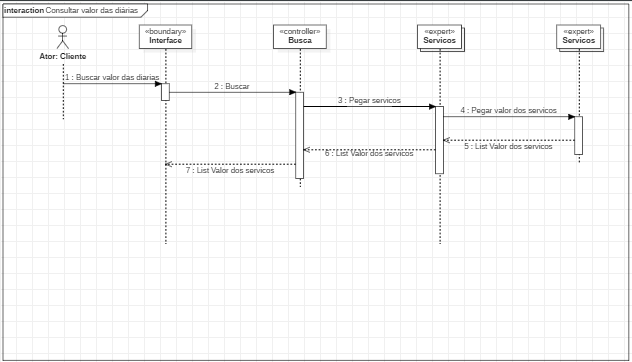 interaction Consultar valor das diárias
«boundary»
Interface
«controller»
Busca
«expert»
Servicos
«expert»
Servicos
Ator: Cliente
1 : Buscar valor das diarias
2 : Buscar
3 : Pegar servicos
4 : Pegar valor dos servicos
5 : List Valor dos servicos
6 : List Valor dos servicos
7 : List Valor dos servicos